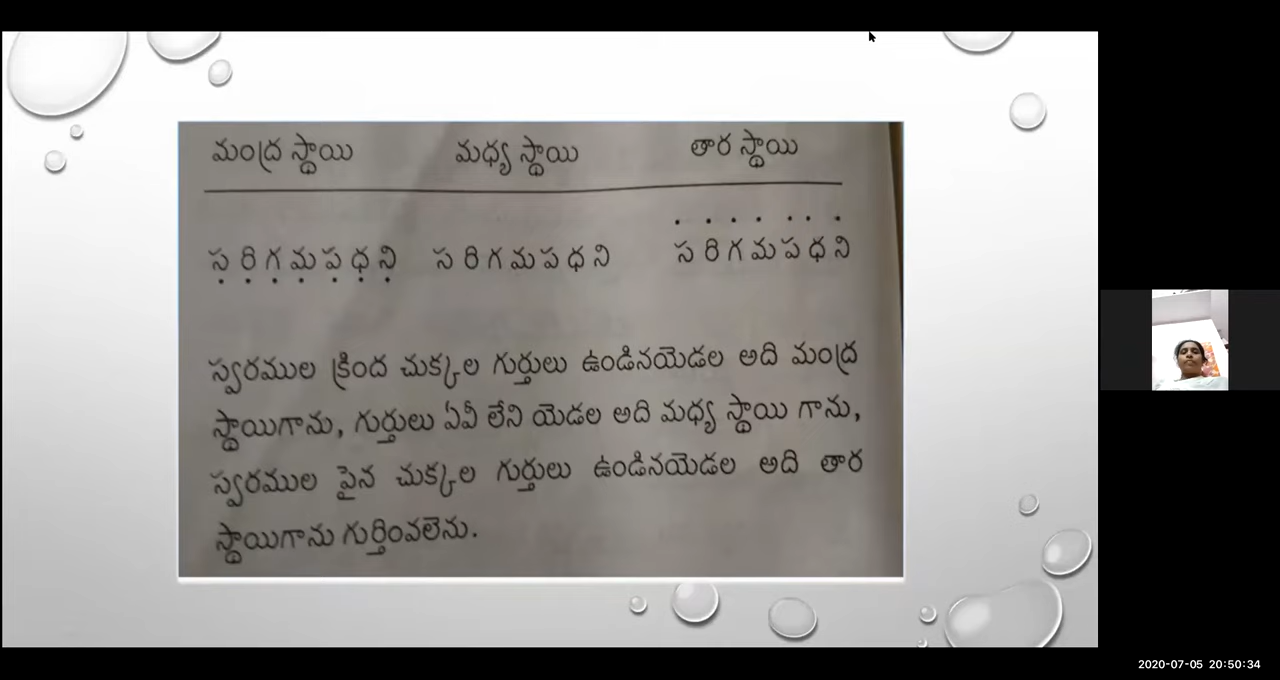 మంద్ర స్థాయి మధ్య స్థాయి తార స్థాయి
. . . . . . .
స రి గ మ ప ధ ని స రి గ మ ప ధ ని స రి గ మ ప ధ ని
. . . . . . .
స్వరముల క్రింద చుక్కల గుర్తులు ఉండినయెడల అది మంద్ర
స్థాయిగాను, గుర్తులు ఏవీ లేని యెడల అది మధ్య స్థాయి గాను,
స్వరముల పైన చుక్కల గుర్తులు ఉండినయెడల అది తార
స్థాయిగాను గుర్తింవలెను.
2020-07-05 20:50:34